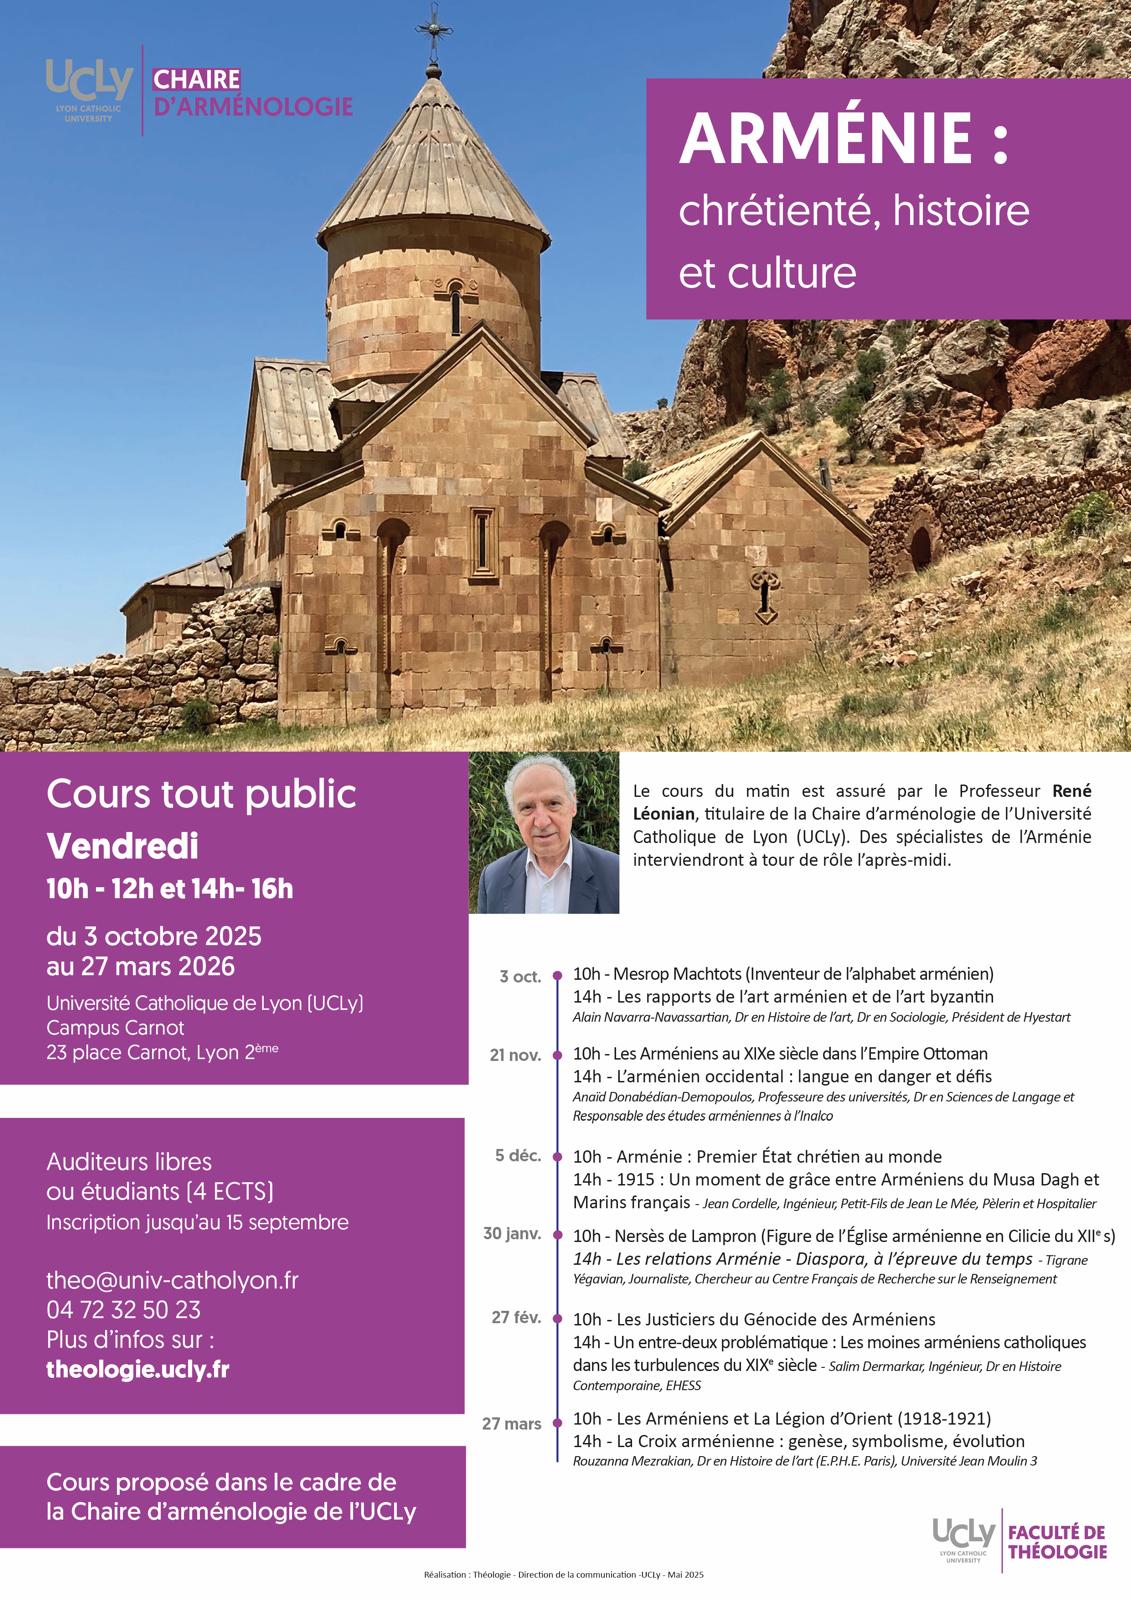 UCLy
LYON CATHOLIC
UNIVERSITY
CHAIRE
D'ARMÉNOLOGIE
ARMÉNIE :
chrétienté, histoire
et culture
Cours tout public
Vendredi
10h - 12h et 14h- 16h
du 3 octobre 2025
au 27 mars 2026
Université Catholique de Lyon (UCLy)
Campus Carnot
23 place Carnot, Lyon 2ème
Auditeurs libres
ou étudiants (4 ECTS)
Inscription jusqu'au 15 septembre
theo@univ-catholyon.fr
04 72 32 50 23
Plus d'infos sur :
theologie.ucly.fr
Cours proposé dans le cadre de
la Chaire d'arménologie de l'UCLy
Le cours du matin est assuré par le Professeur René
Léonian, titulaire de la Chaire d'arménologie de l'Université
Catholique de Lyon (UCLy). Des spécialistes de l'Arménie
interviendront à tour de rôle l'après-midi.
3 oct.
10h - Mesrop Machtots (Inventeur de l'alphabet arménien)
14h - Les rapports de l'art arménien et de l'art byzantin
Alain Navarra-Navassartian, Dr en Histoire de l'art, Dr en Sociologie, Président de Hyestart
21 nov.
10h - Les Arméniens au XIXe siècle dans l'Empire Ottoman
14h - L'arménien occidental : langue en danger et défis
Anaïd Donabédian-Demopoulos, Professeure des universités, Dr en Sciences de Langage et
Responsable des études arméniennes à l'Inalco
5 déc.
10h - Arménie : Premier État chrétien au monde
14h - 1915 : Un moment de grâce entre Arméniens du Musa Dagh et
Marins français - Jean Cordelle, Ingénieur, Petit-Fils de Jean Le Mée, Pèlerin et Hospitalier
30 janv.
10h - Nersès de Lampron (Figure de l'Église arménienne en Cilicie du XIIe s)
14h - Les relations Arménie - Diaspora, à l'épreuve du temps - Tigrane
Yégavian, Journaliste, Chercheur au Centre Français de Recherche sur le Renseignement
27 fév.
10h - Les Justiciers du Génocide des Arméniens
14h - Un entre-deux problématique : Les moines arméniens catholiques
dans les turbulences du XIXe siècle - Salim Dermarkar, Ingénieur, Dr en Histoire
Contemporaine, EHESS
27 mars
10h - Les Arméniens et La Légion d'Orient (1918-1921)
14h - La Croix arménienne : genèse, symbolisme, évolution
Rouzanna Mezrakian, Dr en Histoire de l'art (E.P.H.E. Paris), Université Jean Moulin 3
UCLy
LYON CATHOLIC
UNIVERSITY
FACULTÉ DE
THÉOLOGIE
Réalisation : Théologie - Direction de la communication -UCLy - Mai 2025